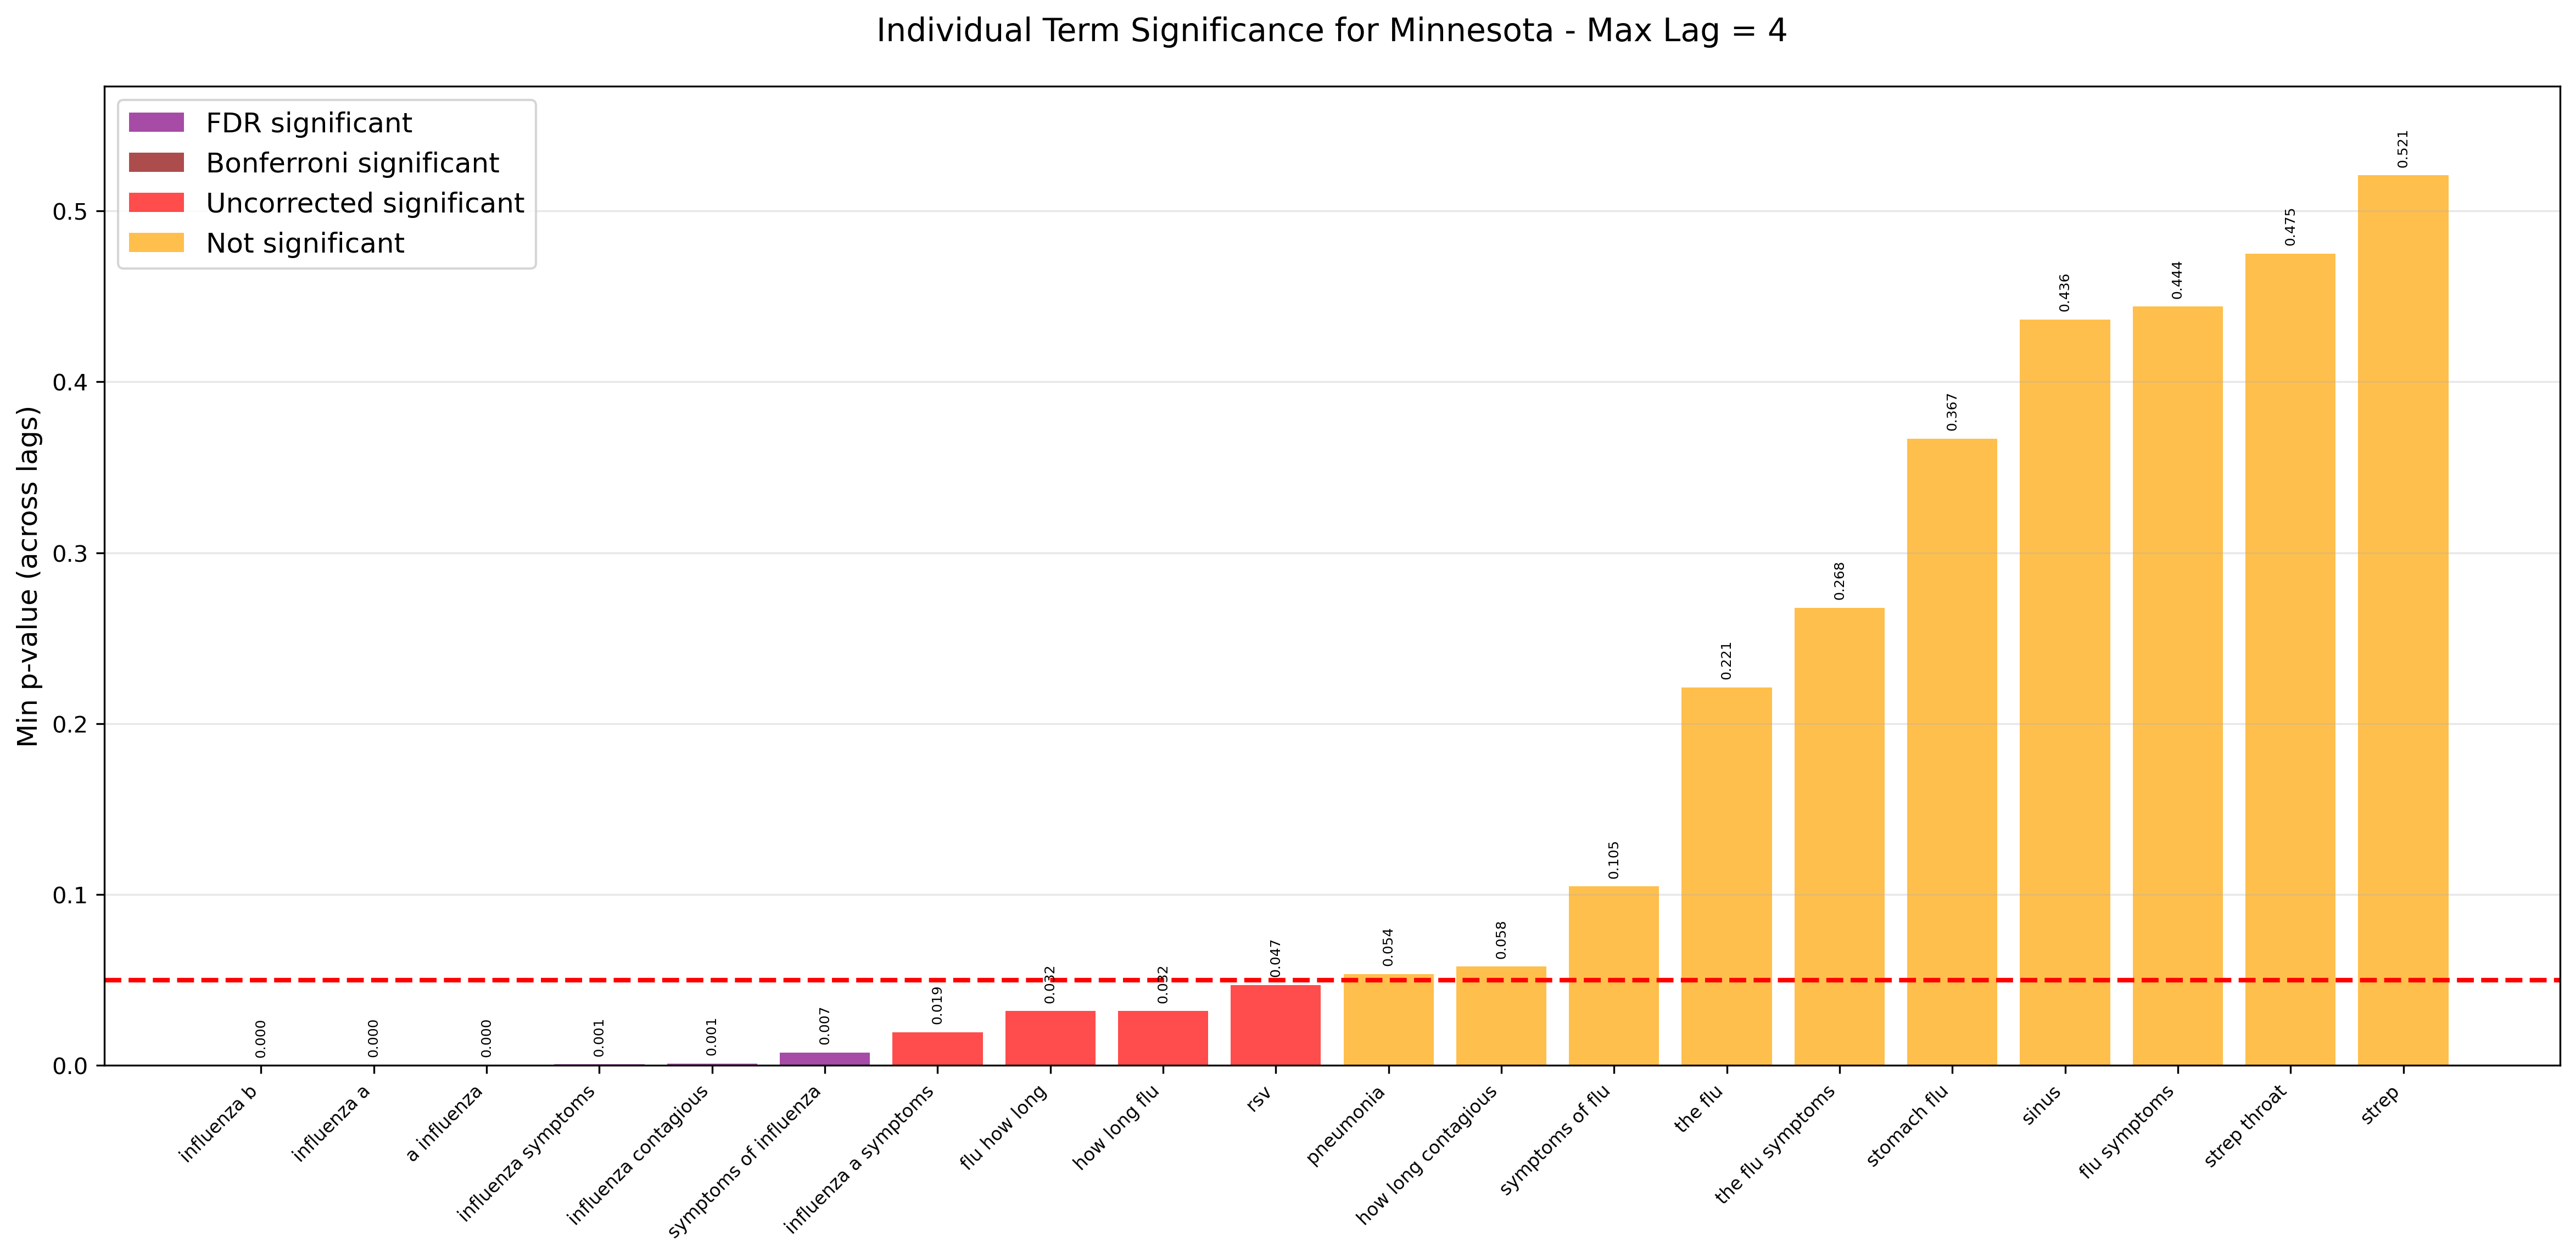 Individual Term Significance for Minnesota - Max Lag = 4
FDR significant
Bonferroni significant
Uncorrected significant
Not significant
Min p-value (across lags)
0.5
0.4
0.3
0.2
0.1
0.0
0.000
0.000
0.000
0.001
0.001
0.007
0.019
0.032
0.032
0.047
0.054
0.058
0.105
0.221
0.268
0.367
0.436
0.444
0.475
0.521
influenza b
influenza a
a influenza
influenza symptoms
influenza contagious
symptoms of influenza
influenza a symptoms
flu how long
how long flu
rsv
pneumonia
how long contagious
symptoms of flu
the flu
the flu symptoms
stomach flu
sinus
flu symptoms
strep throat
strep